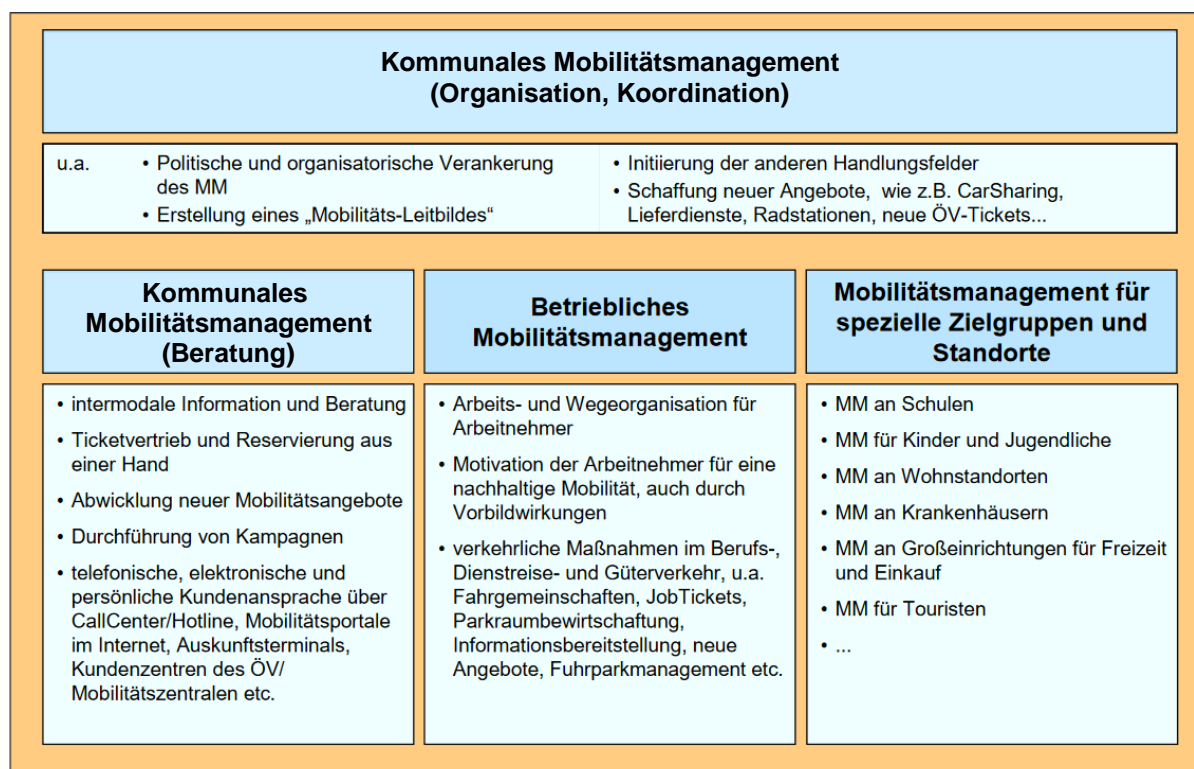 Kommunales Mobilitätsmanagement
(Organisation, Koordination)
u.a.
• Politische und organisatorische Verankerung
des MM
• Erstellung eines „Mobilitäts-Leitbildes“
• Initiierung der anderen Handlungsfelder
• Schaffung neuer Angebote, wie z.B. CarSharing,
Lieferdienste, Radstationen, neue ÖV-Tickets...
Kommunales
Mobilitätsmanagement
(Beratung)
• intermodale Information und Beratung
• Ticketvertrieb und Reservierung aus
einer Hand
• Abwicklung neuer Mobilitätsangebote
• Durchführung von Kampagnen
• telefonische, elektronische und
persönliche Kundenansprache über
CallCenter/Hotline, Mobilitätsportale
im Internet, Auskunftsterminals,
Kundenzentren des ÖV/
Mobilitätszentralen etc.
Betriebliches
Mobilitätsmanagement
• Arbeits- und Wegeorganisation für
Arbeitnehmer
• Motivation der Arbeitnehmer für eine
nachhaltige Mobilität, auch durch
Vorbildwirkungen
• verkehrliche Maßnahmen im Berufs-,
Dienstreise- und Güterverkehr, u.a.
Fahrgemeinschaften, JobTickets,
Parkraumbewirtschaftung,
Informationsbereitstellung, neue
Angebote, Fuhrparkmanagement etc.
Mobilitätsmanagement für
spezielle Zielgruppen und
Standorte
• MM an Schulen
• MM für Kinder und Jugendliche
• MM an Wohnstandorten
• MM an Krankenhäusern
• MM an Großeinrichtungen für Freizeit
und Einkauf
• MM für Touristen
• ...